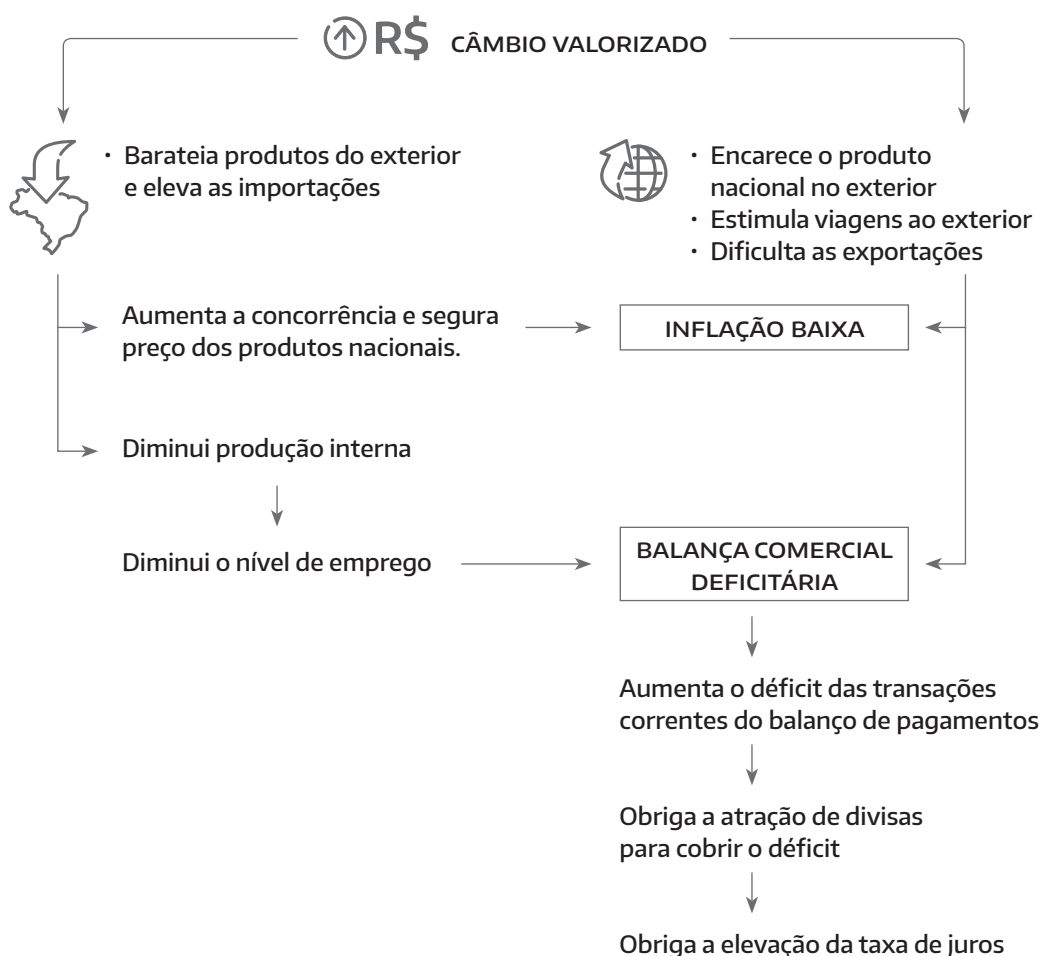 R$ CÂMBIO VALORIZADO
• Barateia produtos do exterior
e eleva as importações
• Encarece o produto
nacional no exterior
• Estimula viagens ao exterior
• Dificulta as exportações
Aumenta a concorrência e segura
preço dos produtos nacionais.
INFLAÇÃO BAIXA
Diminui produção interna
Diminui o nível de emprego
BALANÇA COMERCIAL
DEFICITÁRIA
Aumenta o déficit das transações
correntes do balanço de pagamentos
Obriga a atração de divisas
para cobrir o déficit
Obriga a elevação da taxa de juros